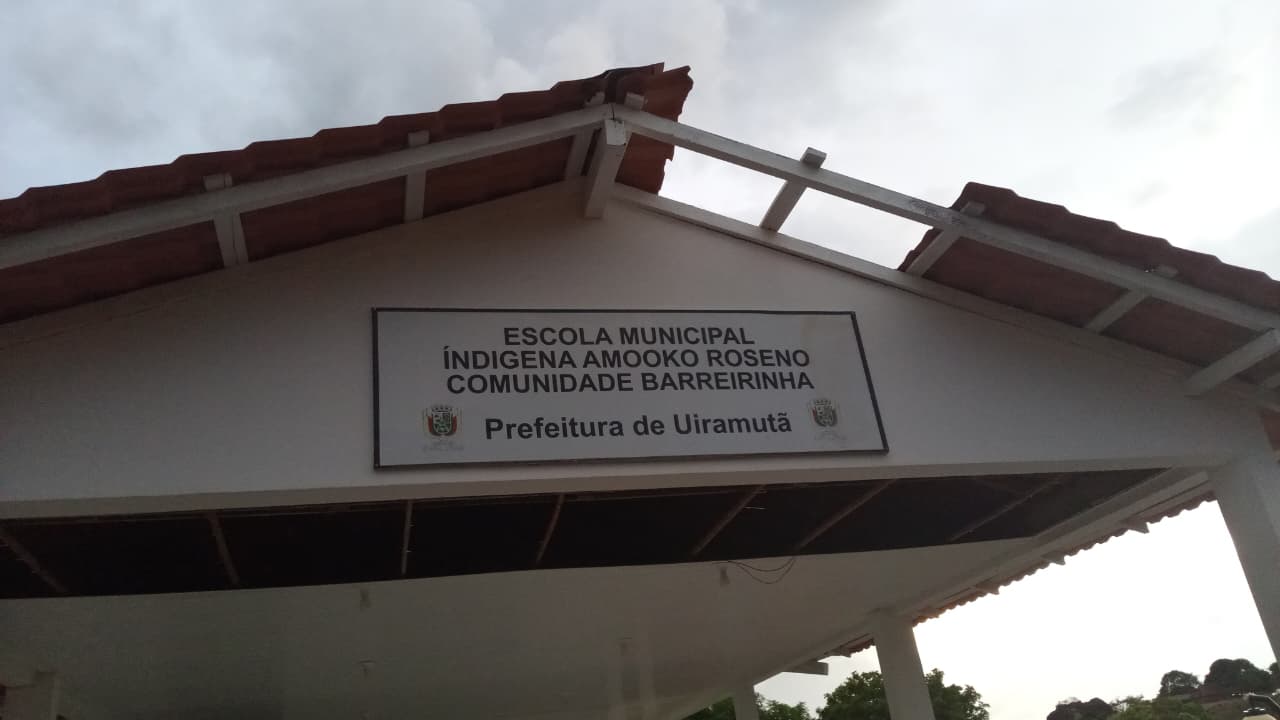 ESCOLA MUNICIPAL
ÍNDIGENA AMOOKO ROSENO
COMUNIDADE BARREIRINHA
Prefeitura de Uiramutã